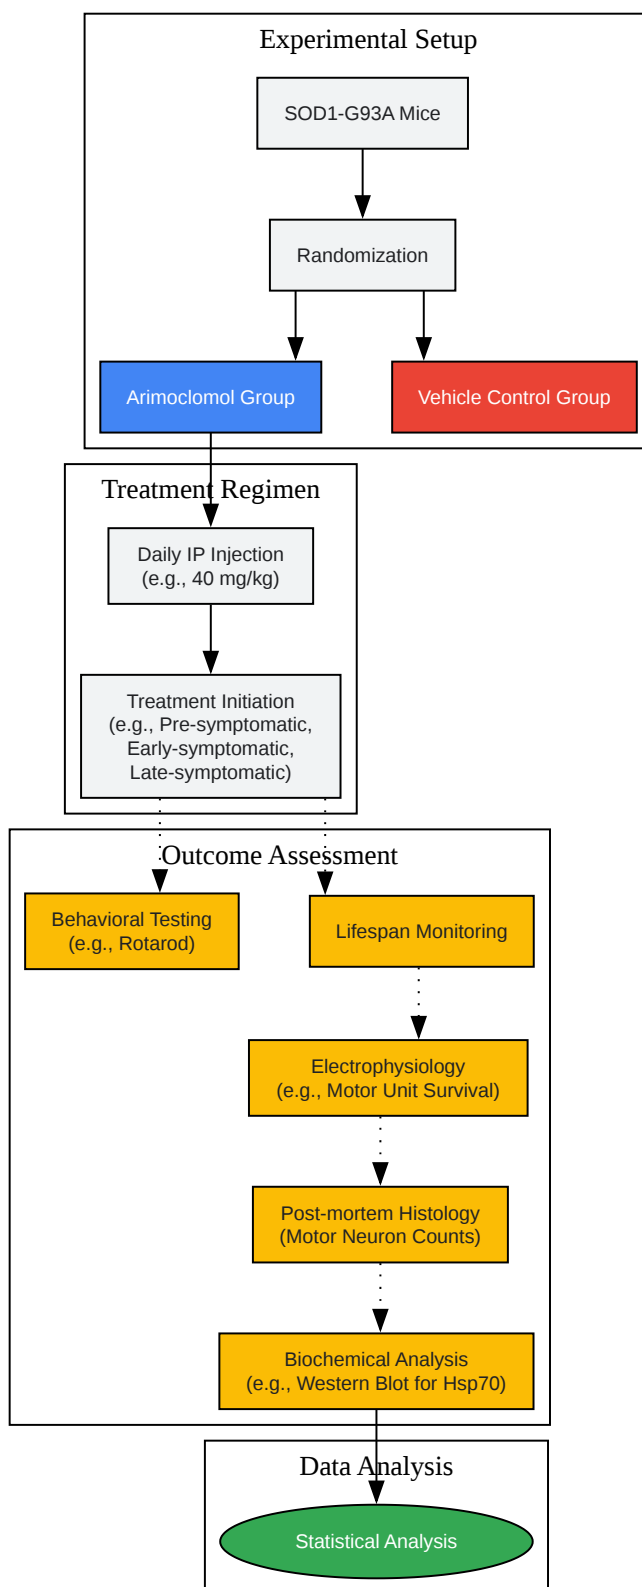 Experimental Setup
SOD1-G93A Mice
Randomization
Arimoclomol Group
Vehicle Control Group
Treatment Regimen
Daily IP Injection
(e.g., 40 mg/kg)
Treatment Initiation
(e.g., Pre-symptomatic,
Early-symptomatic,
Late-symptomatic)
Outcome Assessment
Behavioral Testing
(e.g., Rotarod)
Lifespan Monitoring
Electrophysiology
(e.g., Motor Unit Survival)
Post-mortem Histology
(Motor Neuron Counts)
Biochemical Analysis
(e.g., Western Blot for Hsp70)
Data Analysis
Statistical Analysis